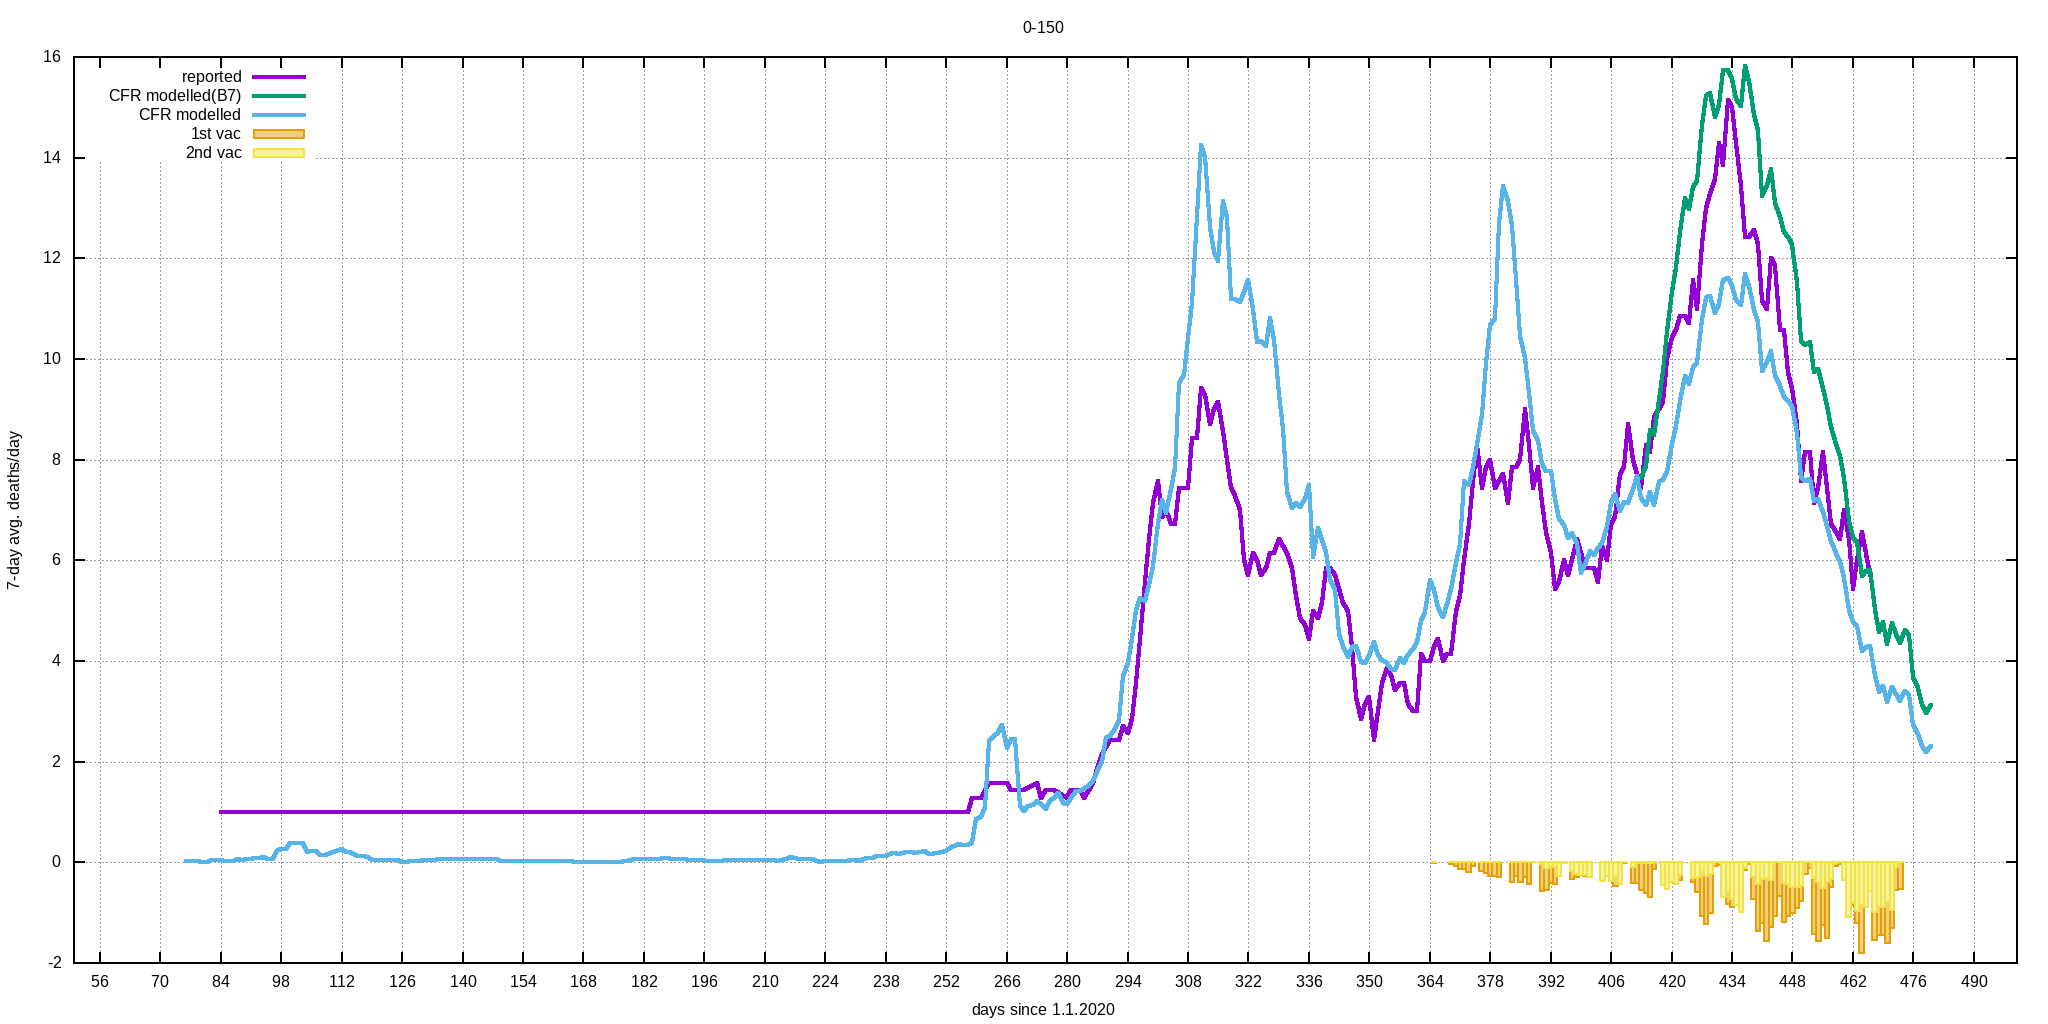 0-150
16
14
12
10
8
6
4
2
0
-2
reported
CFR modelled(B7)
CFR modelled
1st vac
2nd vac
7-day avg. deaths/day
56 70 84 98 112 126 140 154 168 182 196 210 224 238 252 266 280 294 308 322 336 350 364 378 392 406 420 434 448 462 476 490
days since 1.1.2020